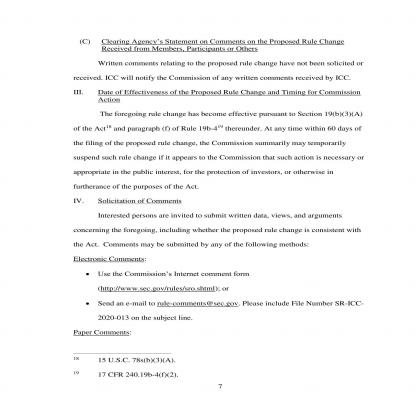 (C) Clearing Agency's Statement on Comments on the Proposed Rule Change
Received from Members, Participants or Others
Written comments relating to the proposed rule change have not been solicited or
received. ICC will notify the Commission of any written comments received by ICC.
III. Date of Effectiveness of the Proposed Rule Change and Timing for Commission
Action
The foregoing rule change has become effective pursuant to Section 19(b)(3)(A)
of the Act18 and paragraph (f) of Rule 19b-419 thereunder. At any time within 60 days of
the filing of the proposed rule change, the Commission summarily may temporarily
suspend such rule change if it appears to the Commission that such action is necessary or
appropriate in the public interest, for the protection of investors, or otherwise in
furtherance of the purposes of the Act.
IV. Solicitation of Comments
Interested persons are invited to submit written data, views, and arguments
concerning the foregoing, including whether the proposed rule change is consistent with
the Act. Comments may be submitted by any of the following methods:
Electronic Comments:
• Use the Commission's Internet comment form
(http://www.sec.gov/rules/sro.shtml); or
• Send an e-mail to rule-comments@sec.gov. Please include File Number SR-ICC-
2020-013 on the subject line.
Paper Comments:
18 15 U.S.C. 78s(b)(3)(A).
19 17 CFR 240.19b-4(f)(2).
7